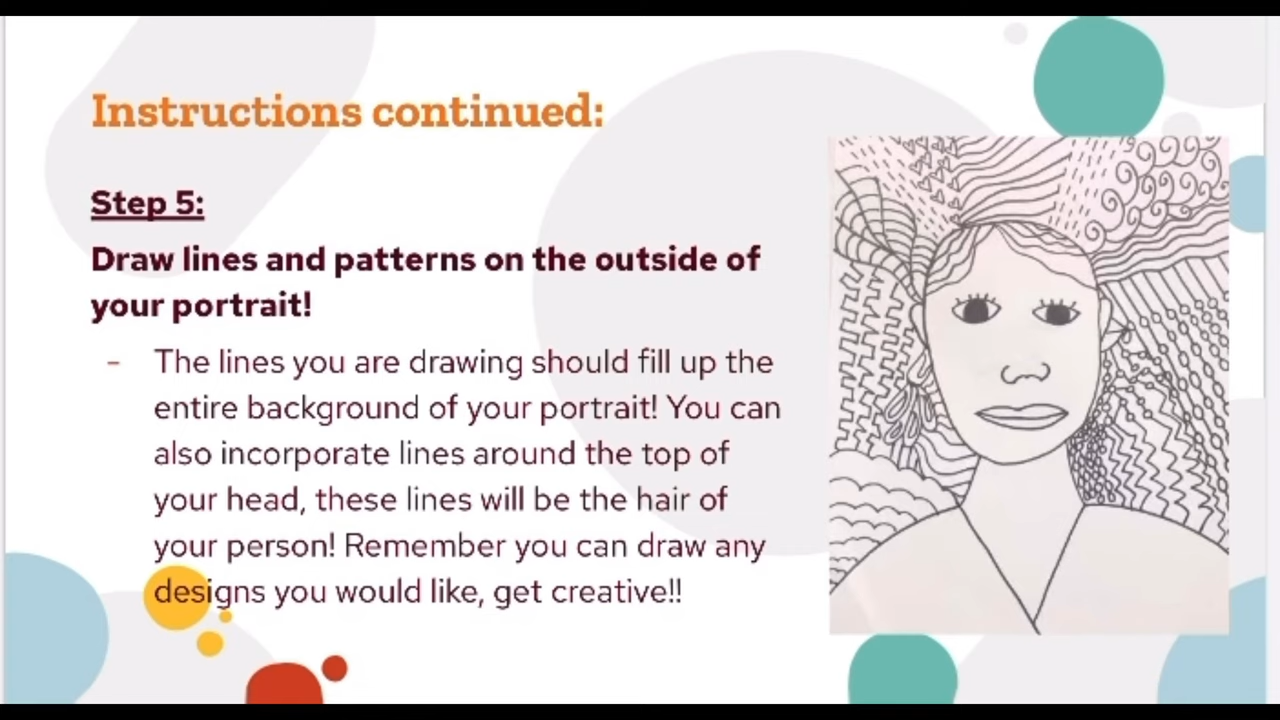 Instructions continued:
Step 5:
Draw lines and patterns on the outside of
your portrait!
- The lines you are drawing should fill up the
entire background of your portrait! You can
also incorporate lines around the top of
your head, these lines will be the hair of
your person! Remember you can draw any
designs you would like, get creative!!